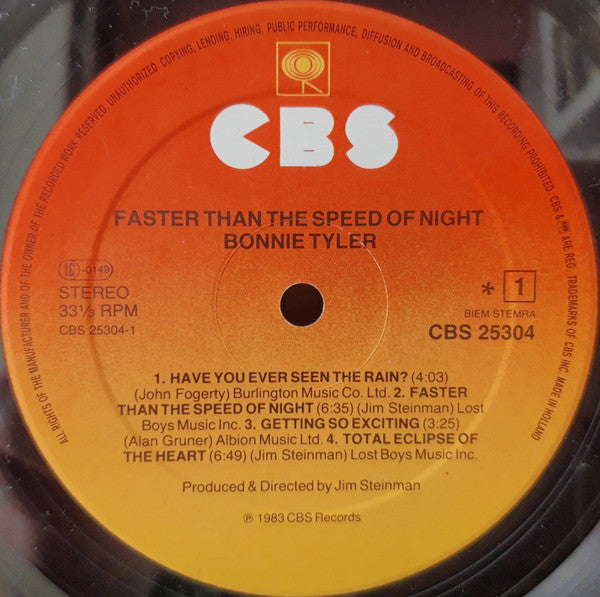 ALL RIGHTS OF THE MANUFACTURER AND OF THE OWNER OF THE RECORDED WORK RESERVED. UNAUTHORIZED COPYING, LENDING, HIRING, PUBLIC PERFORMANCE, DIFFUSION AND BROADCASTING OF THIS RECORDING PROHIBITED. CBS & ARE REG. TRADEMARKS OF CBS INC. MADE IN HOLLAND
CBS
FASTER THAN THE SPEED OF NIGHT
BONNIE TYLER
LC -0149
STEREO
33⅓ RPM
CBS 25304-1
* 1
BIEM/STEMRA
CBS 25304
1. HAVE YOU EVER SEEN THE RAIN? (4:03)
(John Fogerty) Burlington Music Co. Ltd. 2. FASTER
THAN THE SPEED OF NIGHT (6:35) (Jim Steinman) Lost
Boys Music Inc. 3. GETTING SO EXCITING (3:25)
(Alan Gruner) Albion Music Ltd. 4. TOTAL ECLIPSE OF
THE HEART (6:49) (Jim Steinman) Lost Boys Music Inc.
Produced & Directed by Jim Steinman
℗ 1983 CBS Records